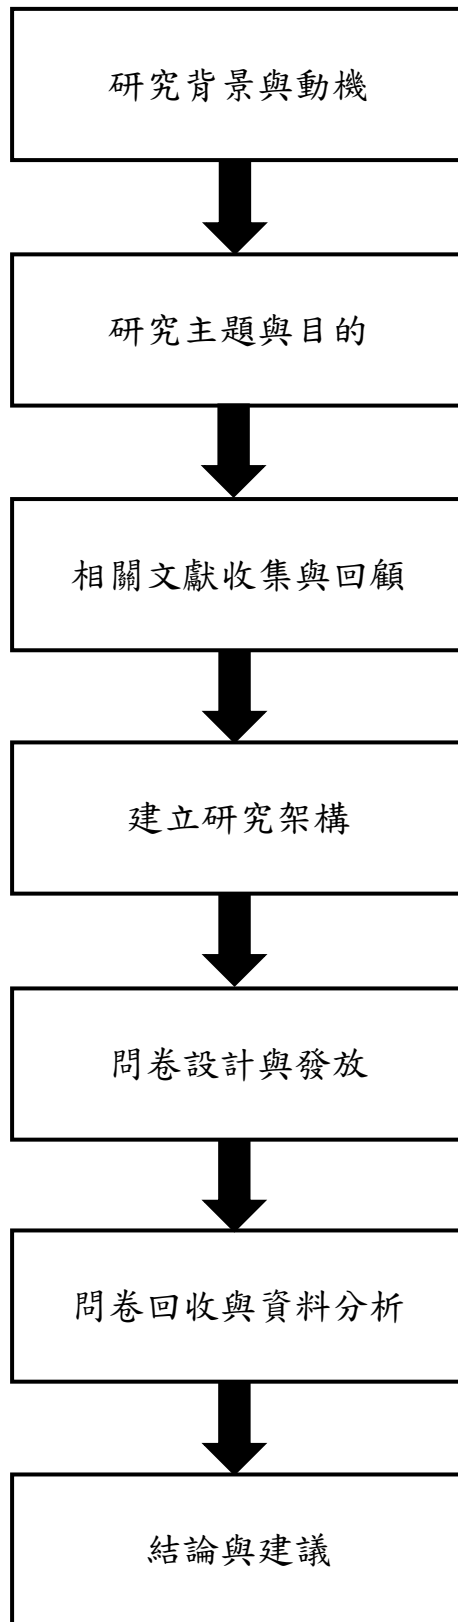 研究背景與動機
研究主題與目的
相關文獻收集與回顧
建立研究架構
問卷設計與發放
問卷回收與資料分析
結論與建議